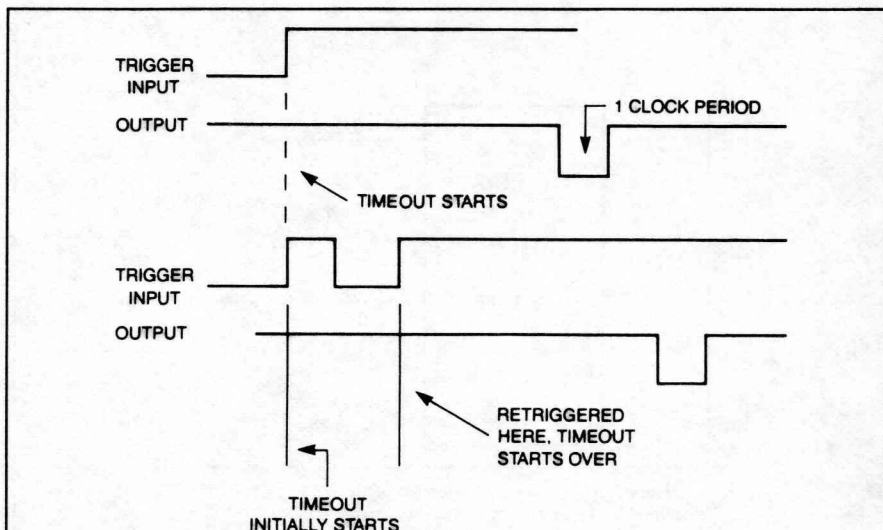 TRIGGER
INPUT
OUTPUT
1 CLOCK PERIOD
TIMEOUT STARTS
TRIGGER
INPUT
OUTPUT
RETRIGGERED
HERE, TIMEOUT
STARTS OVER
TIMEOUT
INITIALLY STARTS